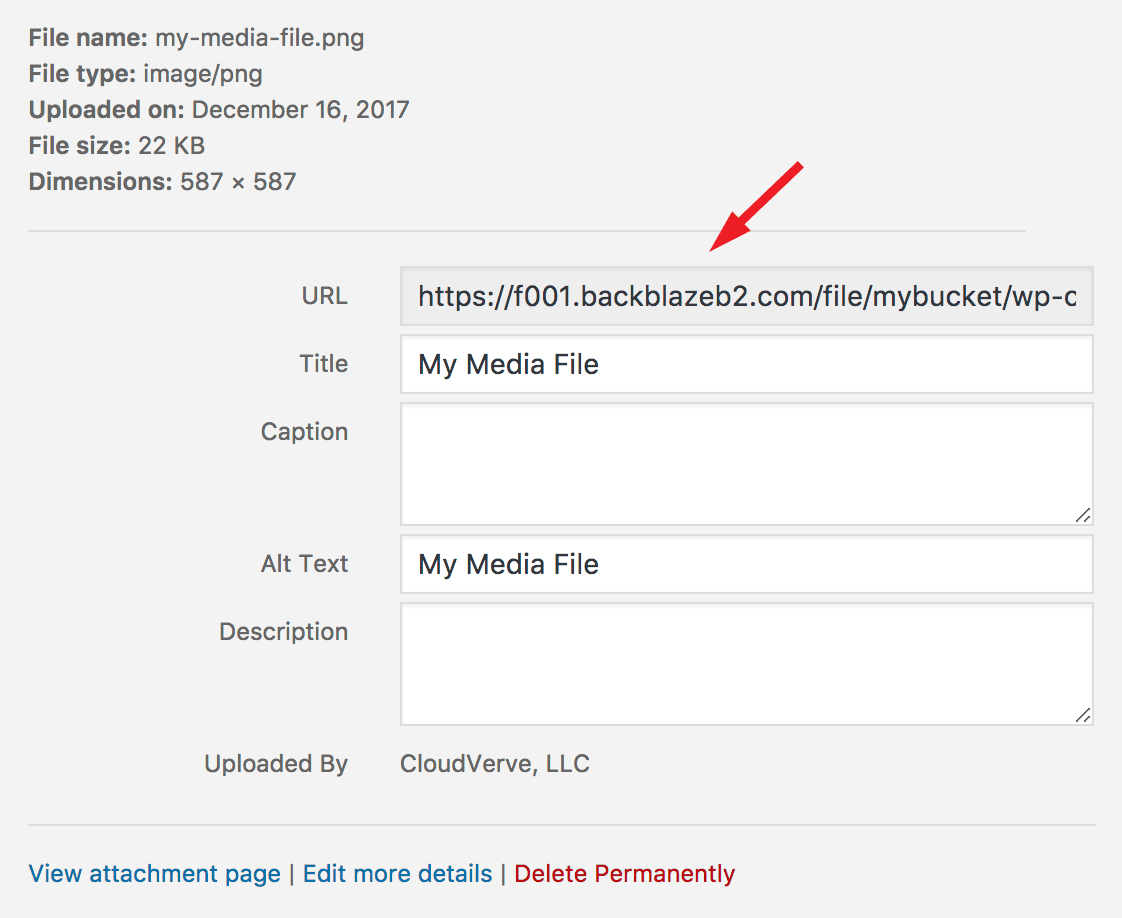 File name: my-media-file.png
File type: image/png
Uploaded on: December 16, 2017
File size: 22 KB
Dimensions: 587 × 587
URL https://f001.backblazeb2.com/file/mybucket/wp-c
Title My Media File
Caption
Alt Text My Media File
Description
Uploaded By CloudVerve, LLC
View attachment page | Edit more details | Delete Permanently